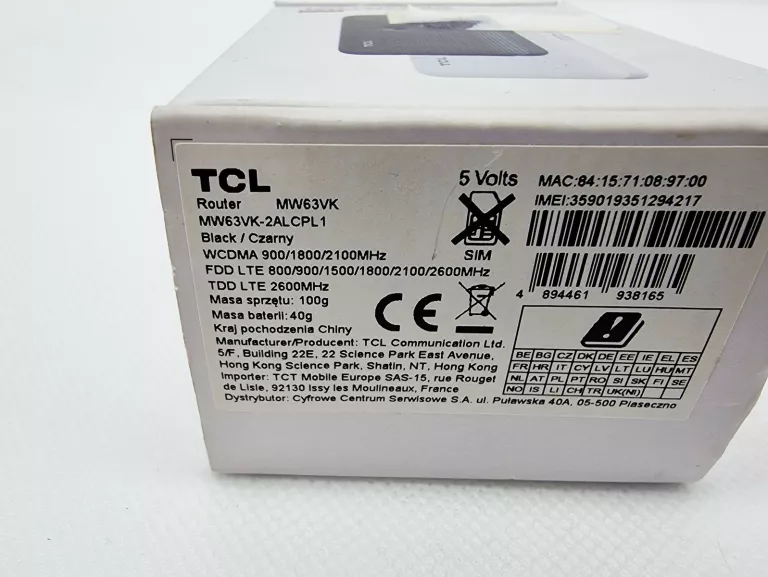 TCL
TCL
TCL
Router MW63VK
MW63VK-2ALCPL1
Black / Czarny
WCDMA 900/1800/2100MHz
FDD LTE 800/900/1500/1800/2100/2600MHz
TDD LTE 2600MHz
Masa sprzętu: 100g
Masa baterii: 40g
Kraj pochodzenia Chiny
Manufacturer/Producent: TCL Communication Ltd.
5/F, Building 22E, 22 Science Park East Avenue,
Hong Kong Science Park, Shatin, NT, Hong Kong
Importer: TCT Mobile Europe SAS-15, rue Rouget
de Lisle, 92130 Issy les Moulineaux, France
Dystrybutor: Cyfrowe Centrum Serwisowe S.A. ul. Puławska 40A, 05-500 Piaseczno
5 Volts
SIM
CE
MAC:84:15:71:08:97:00
IMEI:359019351294217
4 894461 938165
BE BG CZ DK DE EE IE EL ES
FR HR IT CY LV LT LU HU MT
NL AT PL PT RO SI SK FI SE
NO IS LI CH TR UK(NI)